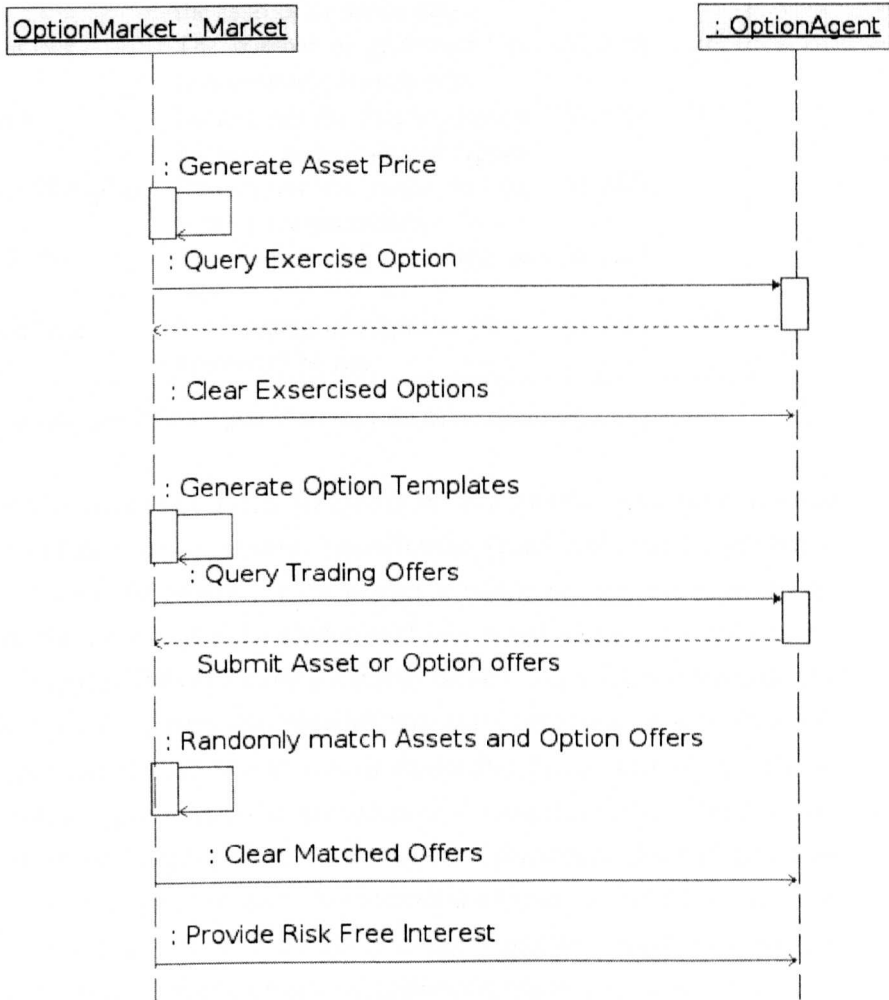 OptionMarket : Market
: OptionAgent
: Generate Asset Price
: Query Exercise Option
: Clear Exsercised Options
: Generate Option Templates
: Query Trading Offers
Submit Asset or Option offers
: Randomly match Assets and Option Offers
: Clear Matched Offers
: Provide Risk Free Interest